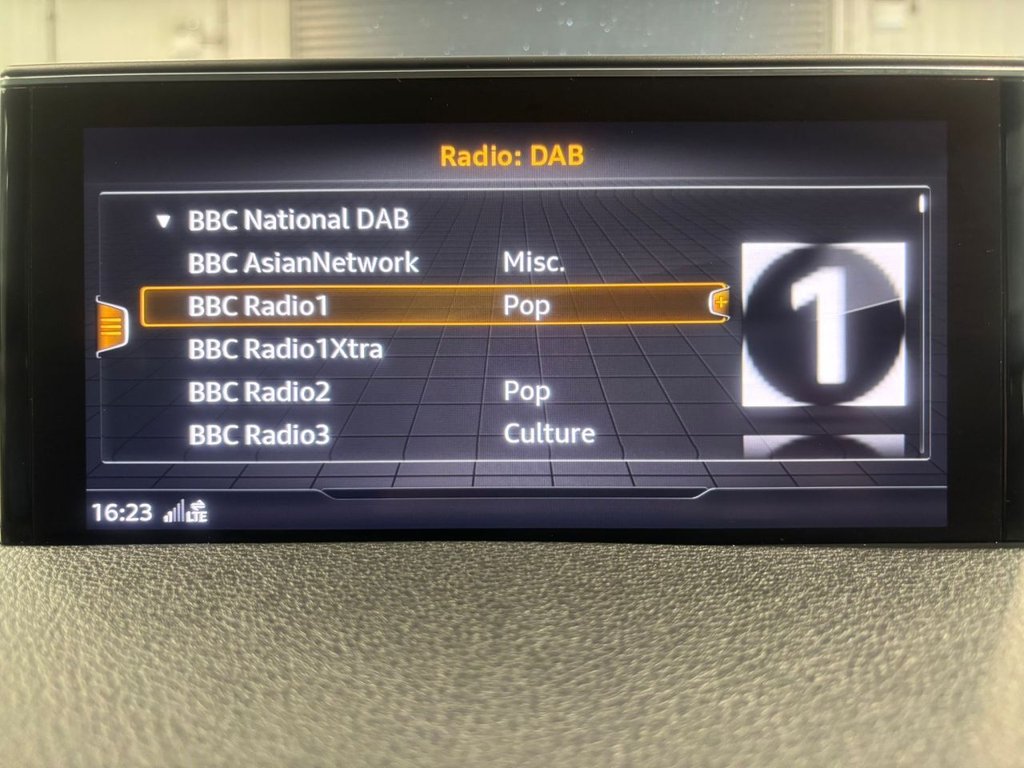 Radio: DAB
BBC National DAB
BBC AsianNetwork Misc.
BBC Radio1 Pop
BBC Radio1Xtra
BBC Radio2 Pop
BBC Radio3 Culture
1
16:23 LTE